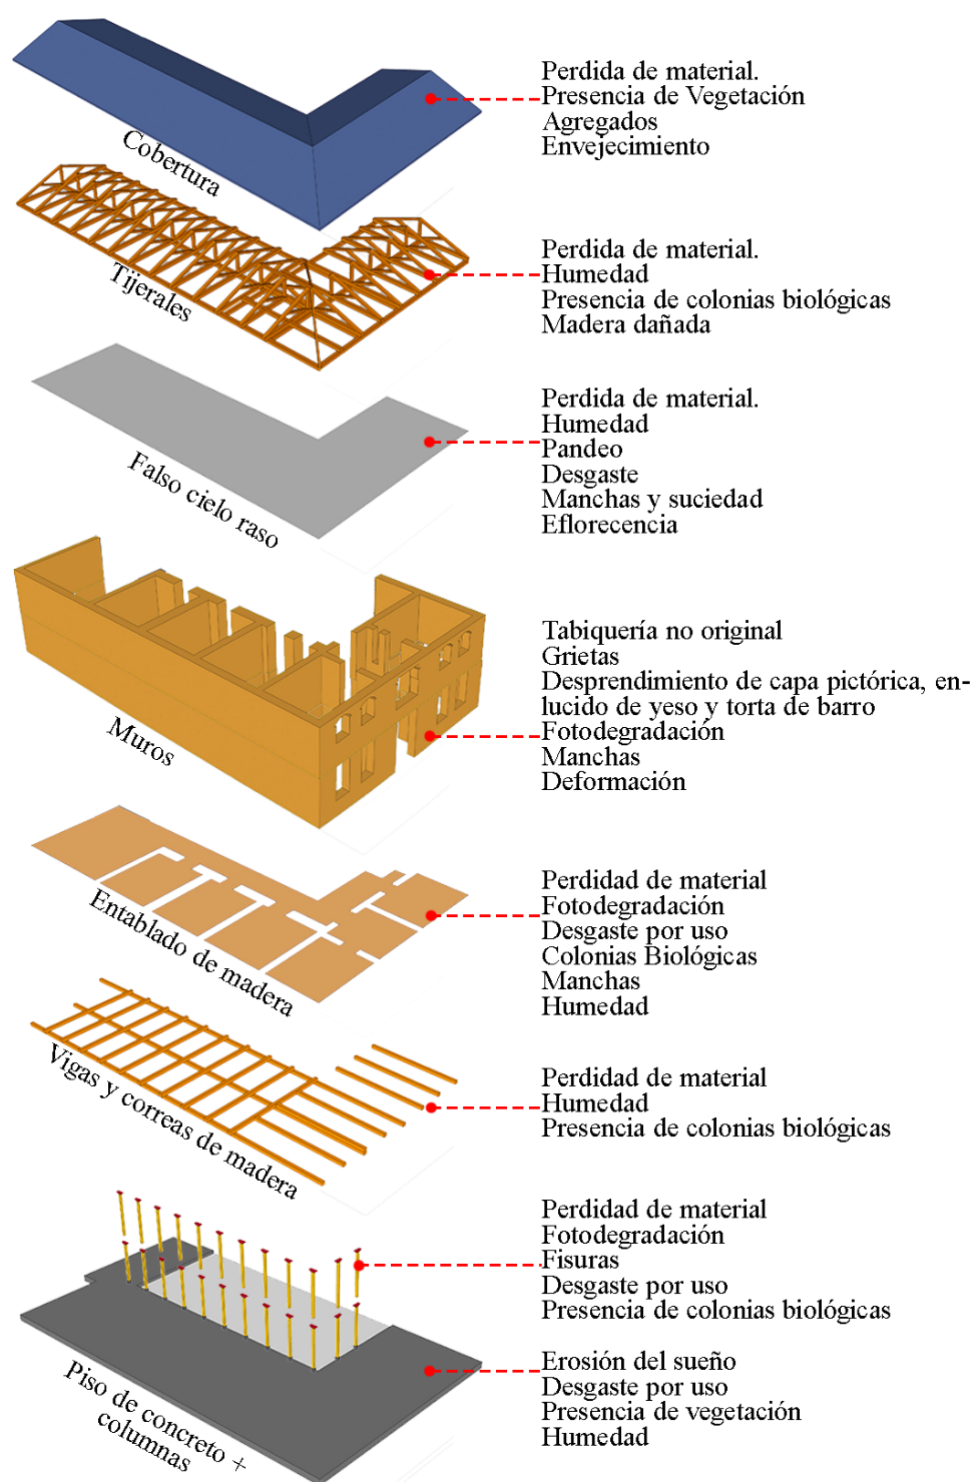 Perdida de material.
Presencia de Vegetación
Agregados
Envejecimiento
Cobertura
Perdida de material.
Humedad
Presencia de colonias biológicas
Madera dañada
Tijerales
Perdida de material.
Humedad
Pandeo
Desgaste
Manchas y suciedad
Eflorecencia
Falso cielo raso
Tabiquería no original
Grietas
Desprendimiento de capa pictórica, en-
lucido de yeso y torta de barro
Fotodegradación
Manchas
Deformación
Muros
Perdidad de material
Fotodegradación
Desgaste por uso
Colonias Biológicas
Manchas
Humedad
Entablado de madera
Perdidad de material
Humedad
Presencia de colonias biológicas
Vigas y correas de madera
Perdidad de material
Fotodegradación
Fisuras
Desgaste por uso
Presencia de colonias biológicas
Erosión del sueño
Desgaste por uso
Presencia de vegetación
Humedad
Piso de concreto +
columnas